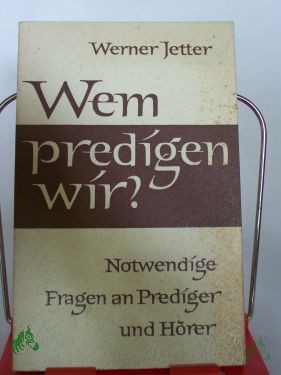 Werner Jetter
Wem
predigen
wir?
Notwendige
Fragen an Prediger
und Hörer